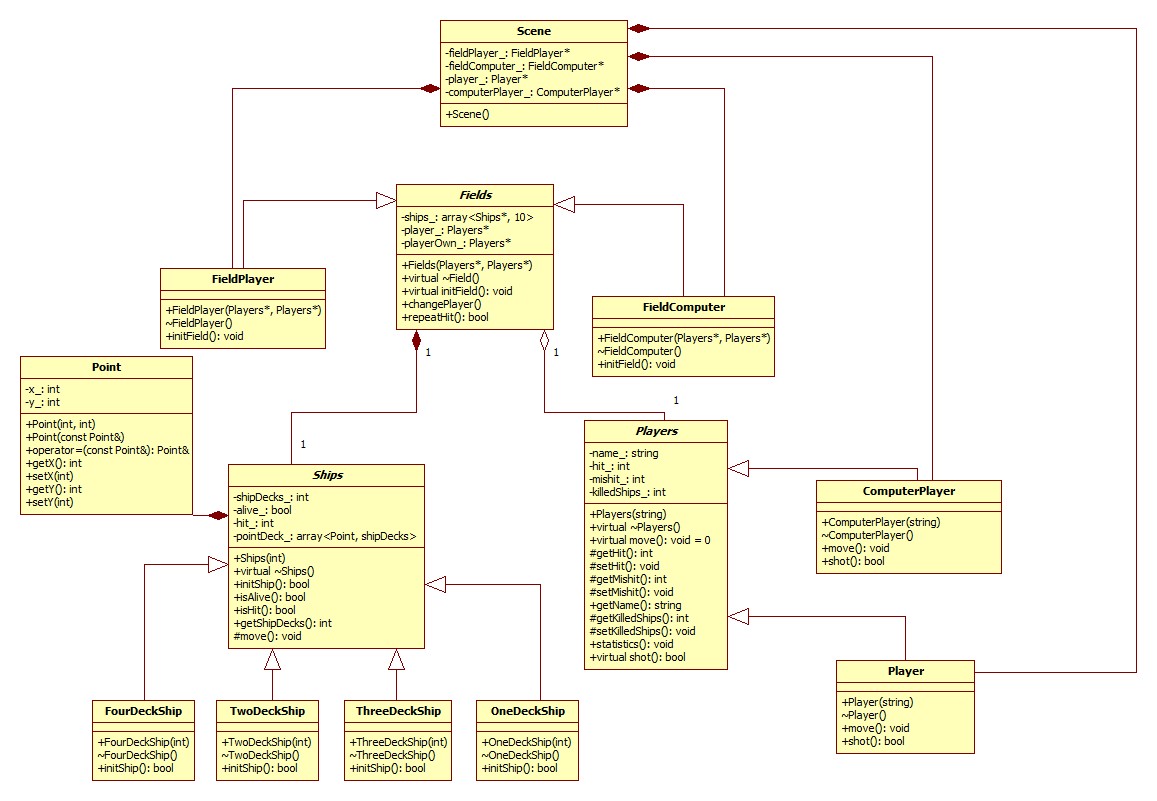 Scene
-fieldPlayer_: FieldPlayer*
-fieldComputer_: FieldComputer*
-player_: Player*
-computerPlayer_: ComputerPlayer*
+Scene()
Fields
-ships_: array<Ships*, 10>
-player_: Players*
-playerOwn_: Players*
+Fields(Players*, Players*)
+virtual ~Field()
+virtual initField(): void
+changePlayer()
+repeatHit(): bool
FieldPlayer
+FieldPlayer(Players*, Players*)
~FieldPlayer()
+initField(): void
FieldComputer
+FieldComputer(Players*, Players*)
~FieldComputer()
+initField(): void
1
1
1
1
Point
-x_: int
-y_: int
+Point(int, int)
+Point(const Point&)
+operator=(const Point&): Point&
+getX(): int
+setX(int)
+getY(): int
+setY(int)
Ships
-shipDecks_: int
-alive_: bool
-hit_: int
-pointDeck_: array<Point, shipDecks>
+Ships(int)
+virtual ~Ships()
+initShip(): bool
+isAlive(): bool
+isHit(): bool
+getShipDecks(): int
#move(): void
Players
-name_: string
-hit_: int
-mishit_: int
-killedShips_: int
+Players(string)
+virtual ~Players()
+virtual move(): void = 0
#getHit(): int
#setHit(): void
#getMishit(): int
#setMishit(): void
+getName(): string
#getKilledShips(): int
#setKilledShips(): void
+statistics(): void
+virtual shot(): bool
ComputerPlayer
+ComputerPlayer(string)
~ComputerPlayer()
+move(): void
+shot(): bool
Player
+Player(string)
~Player()
+move(): void
+shot(): bool
FourDeckShip
+FourDeckShip(int)
~FourDeckShip()
+initShip(): bool
TwoDeckShip
+TwoDeckShip(int)
~TwoDeckShip()
+initShip(): bool
ThreeDeckShip
+ThreeDeckShip(int)
~ThreeDeckShip()
+initShip(): bool
OneDeckShip
+OneDeckShip(int)
~OneDeckShip()
+initShip(): bool